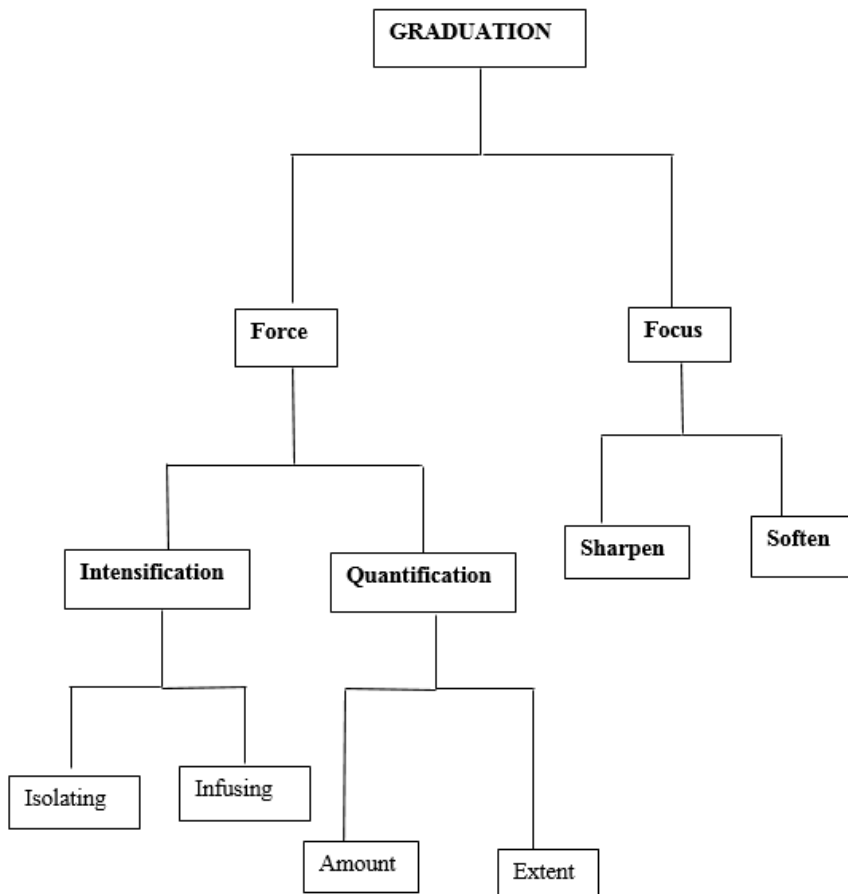 GRADUATION
Force
Focus
Intensification
Quantification
Sharpen
Soften
Isolating
Infusing
Amount
Extent